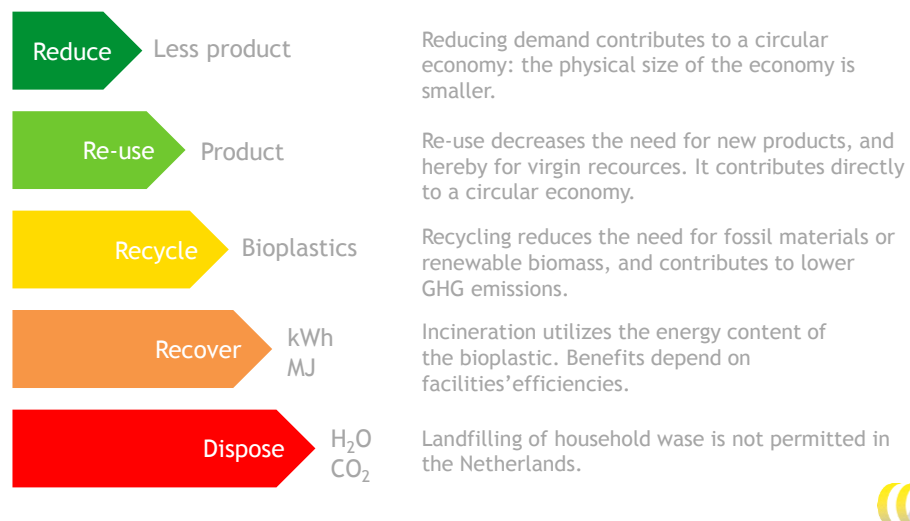 Reduce
Less product
Reducing demand contributes to a circular
economy: the physical size of the economy is
smaller.
Re-use
Product
Re-use decreases the need for new products, and
hereby for virgin recources. It contributes directly
to a circular economy.
Recycle
Bioplastics
Recycling reduces the need for fossil materials or
renewable biomass, and contributes to lower
GHG emissions.
Recover
kWh
MJ
Incineration utilizes the energy content of
the bioplastic. Benefits depend on
facilities’efficiencies.
Dispose
H₂O
CO₂
Landfilling of household wase is not permitted in
the Netherlands.